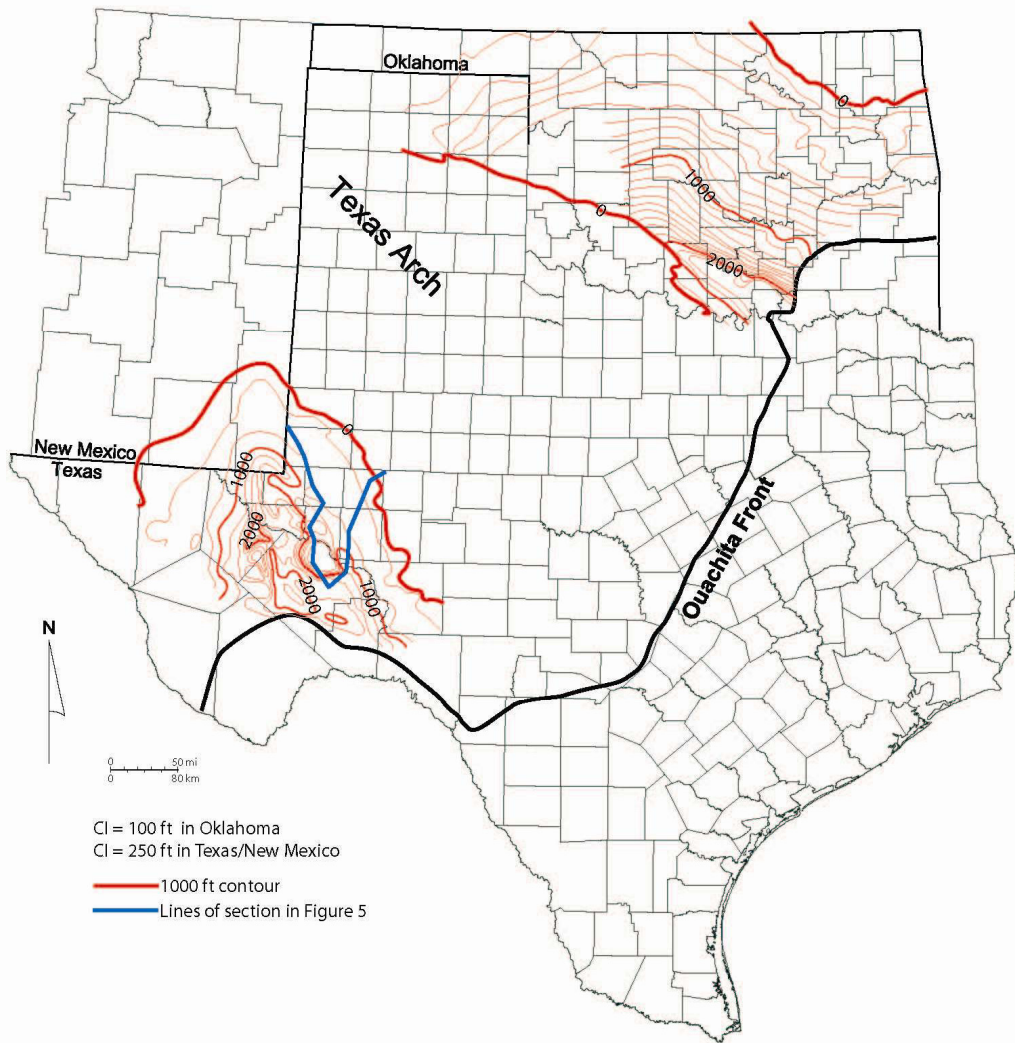 Oklahoma
0
1000
Texas Arch
0
2000
0
New Mexico
Texas
1000
2000
2000
1000
Ouachita Front
N
0 50 mi
0 80 km
CI = 100 ft in Oklahoma
CI = 250 ft in Texas/New Mexico
1000 ft contour
Lines of section in Figure 5